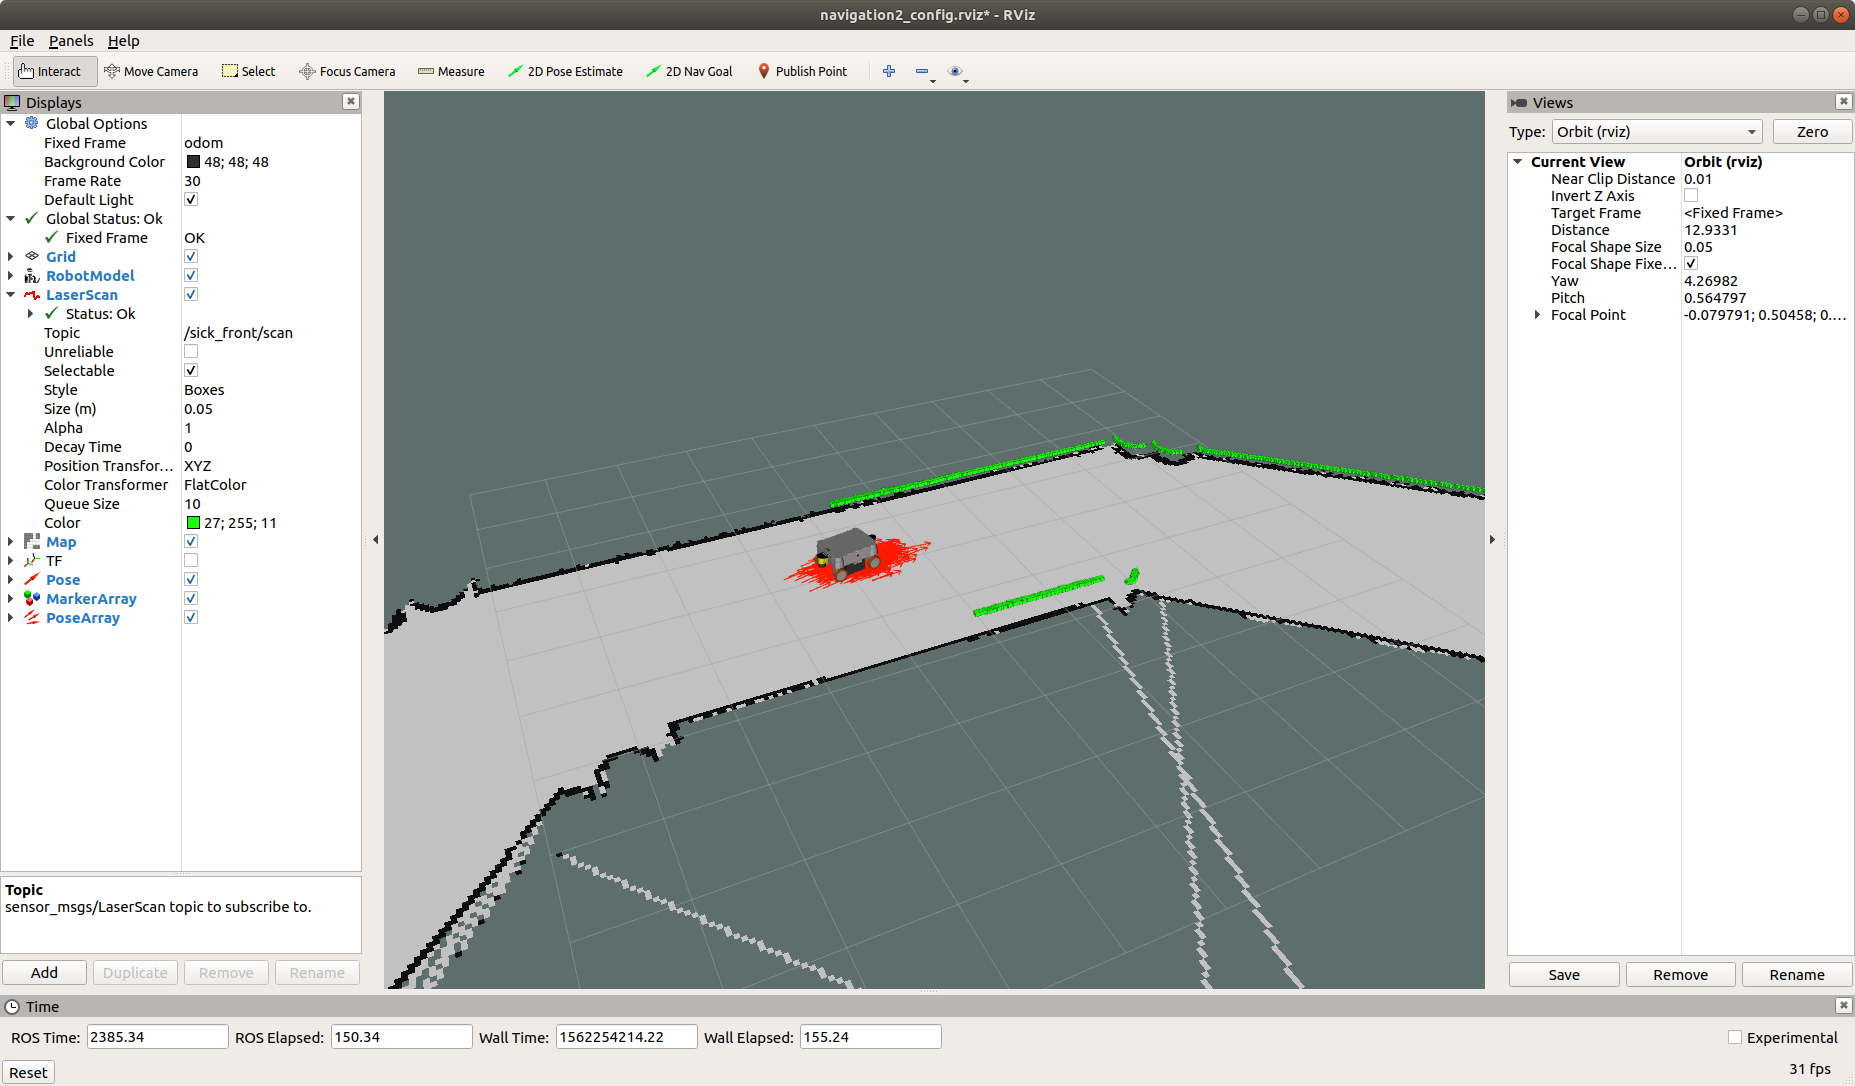 navigation2_config.rviz* - RViz
File Panels Help
Interact Move Camera Select Focus Camera Measure 2D Pose Estimate 2D Nav Goal Publish Point
Displays
Global Options
Fixed Frame odom
Background Color 48; 48; 48
Frame Rate 30
Default Light
Global Status: Ok
Fixed Frame OK
Grid
RobotModel
LaserScan
Status: Ok
Topic /sick_front/scan
Unreliable
Selectable
Style Boxes
Size (m) 0.05
Alpha 1
Decay Time 0
Position Transfor... XYZ
Color Transformer FlatColor
Queue Size 10
Color 27; 255; 11
Map
TF
Pose
MarkerArray
PoseArray
Topic
sensor_msgs/LaserScan topic to subscribe to.
Add Duplicate Remove Rename
Views
Type: Orbit (rviz) Zero
Current View Orbit (rviz)
Near Clip Distance 0.01
Invert Z Axis
Target Frame <Fixed Frame>
Distance 12.9331
Focal Shape Size 0.05
Focal Shape Fixe...
Yaw 4.26982
Pitch 0.564797
Focal Point -0.079791; 0.50458; 0....
Save Remove Rename
Time
ROS Time: 2385.34 ROS Elapsed: 150.34 Wall Time: 1562254214.22 Wall Elapsed: 155.24 Experimental
Reset 31 fps